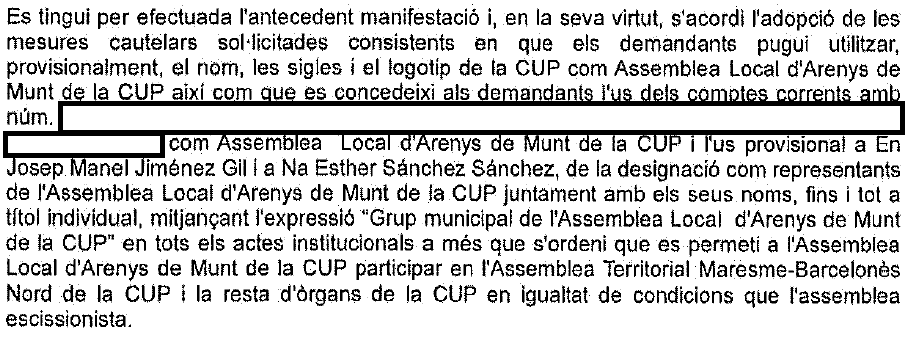 Es tingui per efectuada l'antecedent manifestació i, en la seva virtut, s'acordi l'adopció de les
mesures cautelars sol·licitades consistents en que els demandants pugui utilitzar,
provisionalment, el nom, les sigles i el logotip de la CUP com Assemblea Local d'Arenys de
Munt de la CUP així com que es concedeixi als demandants l'us dels comptes corrents amb
núm.
com Assemblea Local d'Arenys de Munt de la CUP i l'us provisional a En
Josep Manel Jiménez Gil i a Na Esther Sánchez Sánchez, de la designació com representants
de l'Assemblea Local d'Arenys de Munt de la CUP juntament amb els seus noms, fins i tot a
títol individual, mitjançant l'expressió "Grup municipal de l'Assemblea Local d'Arenys de Munt
de la CUP" en tots els actes institucionals a més que s'ordeni que es permeti a l'Assemblea
Local d'Arenys de Munt de la CUP participar en l'Assemblea Territorial Maresme-Barcelonès
Nord de la CUP i la resta d'òrgans de la CUP en igualtat de condicions que l'assemblea
escissionista.